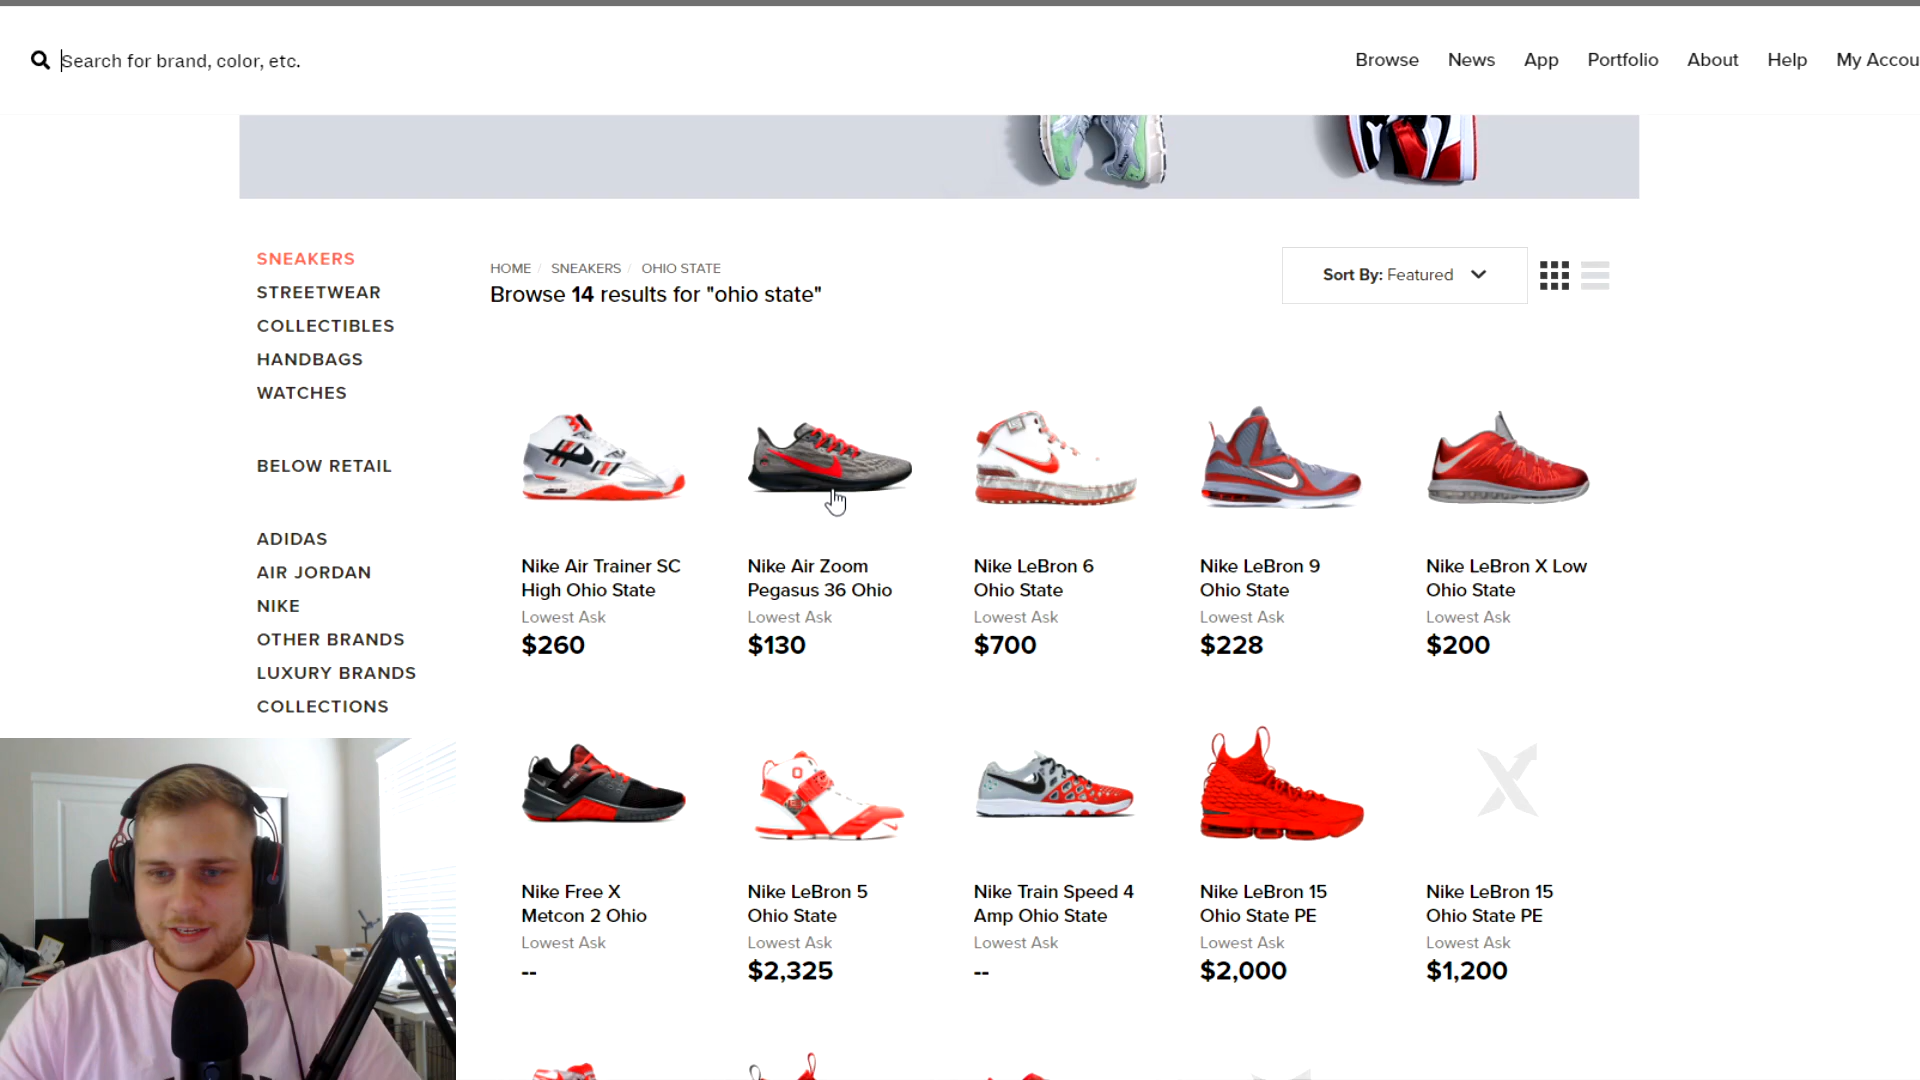 Search for brand, color, etc.
Browse News App Portfolio About Help My Accou
SNEAKERS
STREETWEAR
COLLECTIBLES
HANDBAGS
WATCHES
BELOW RETAIL
ADIDAS
AIR JORDAN
NIKE
OTHER BRANDS
LUXURY BRANDS
COLLECTIONS
HOME / SNEAKERS / OHIO STATE
Browse 14 results for "ohio state"
Sort By: Featured
Nike Air Trainer SC
High Ohio State
Lowest Ask
$260
Nike Air Zoom
Pegasus 36 Ohio
Lowest Ask
$130
Nike LeBron 6
Ohio State
Lowest Ask
$700
Nike LeBron 9
Ohio State
Lowest Ask
$228
Nike LeBron X Low
Ohio State
Lowest Ask
$200
Nike Free X
Metcon 2 Ohio
Lowest Ask
--
Nike LeBron 5
Ohio State
Lowest Ask
$2,325
Nike Train Speed 4
Amp Ohio State
Lowest Ask
--
Nike LeBron 15
Ohio State PE
Lowest Ask
$2,000
Nike LeBron 15
Ohio State PE
Lowest Ask
$1,200